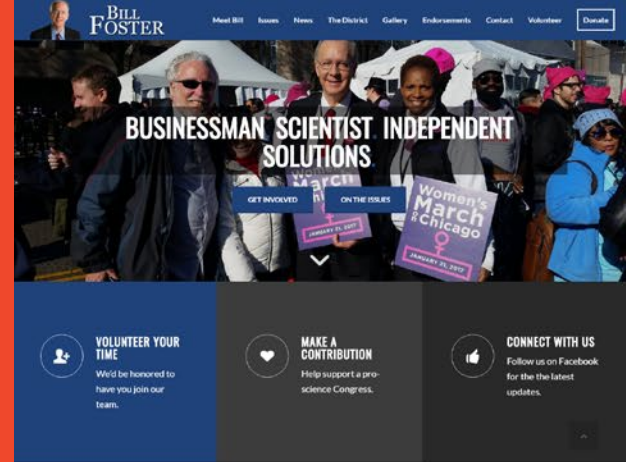 BILL
FOSTER
Meet Bill Issues News The District Gallery Endorsements Contact Volunteer Donate
BUSINESSMAN SCIENTIST INDEPENDENT
SOLUTIONS
GET INVOLVED ON THE ISSUES
March
JANUARY 21, 2017
Women's
March
on Chicago
JANUARY 21, 2017
VOLUNTEER YOUR
TIME
We'd be honored to
have you join our
team.
MAKE A
CONTRIBUTION
Help support a pro-
science Congress.
CONNECT WITH US
Follow us on Facebook
for the the latest
updates.